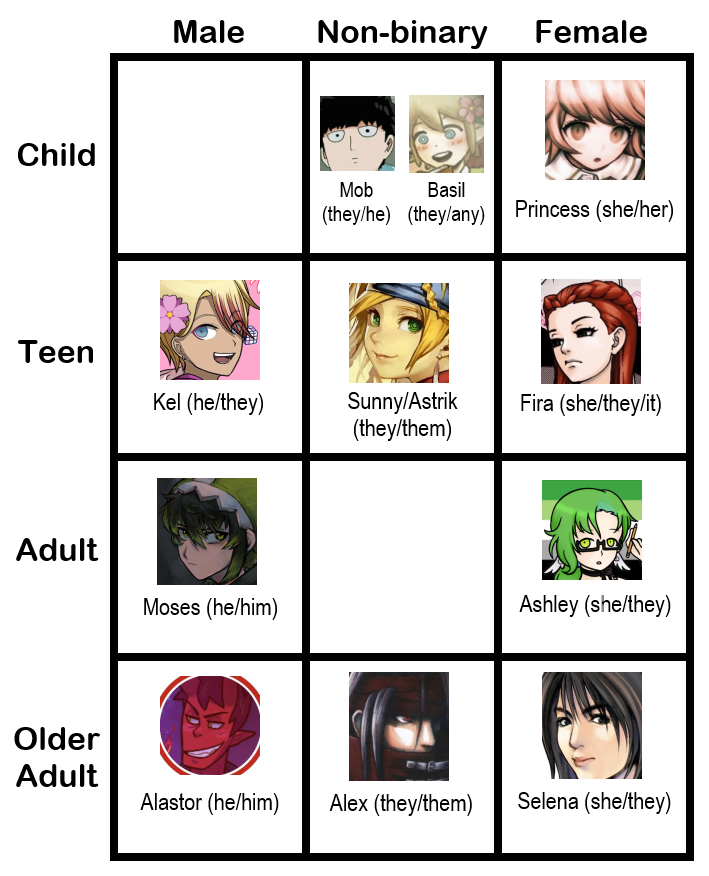 Male Non-binary Female
Child
Mob
(they/he)
Basil
(they/any)
Princess (she/her)
Teen
Kel (he/they)
Sunny/Astrik
(they/them)
Fira (she/they/it)
Adult
Moses (he/him)
Ashley (she/they)
Older
Adult
Alastor (he/him)
Alex (they/them)
Selena (she/they)